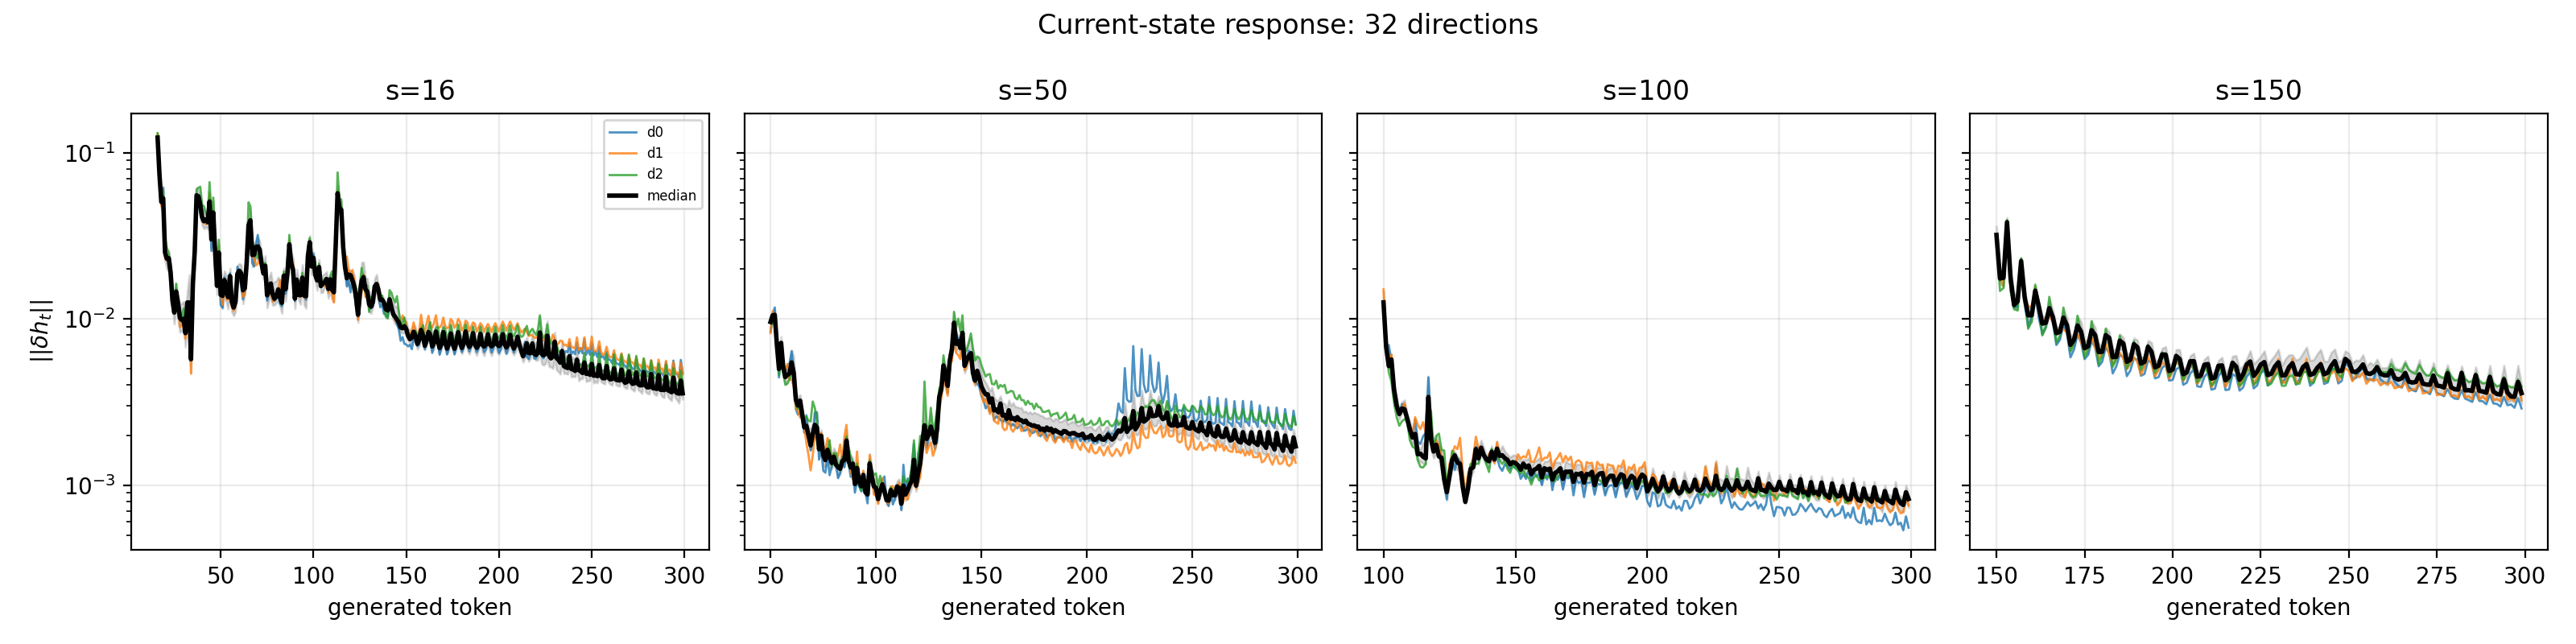 Current-state response: 32 directions
s=16
s=50
s=100
s=150
d0
d1
d2
median
10⁻¹
10⁻²
10⁻³
||δhₜ||
50 100 150 200 250 300
50 100 150 200 250 300
100 150 200 250 300
150 175 200 225 250 275 300
generated token
generated token
generated token
generated token